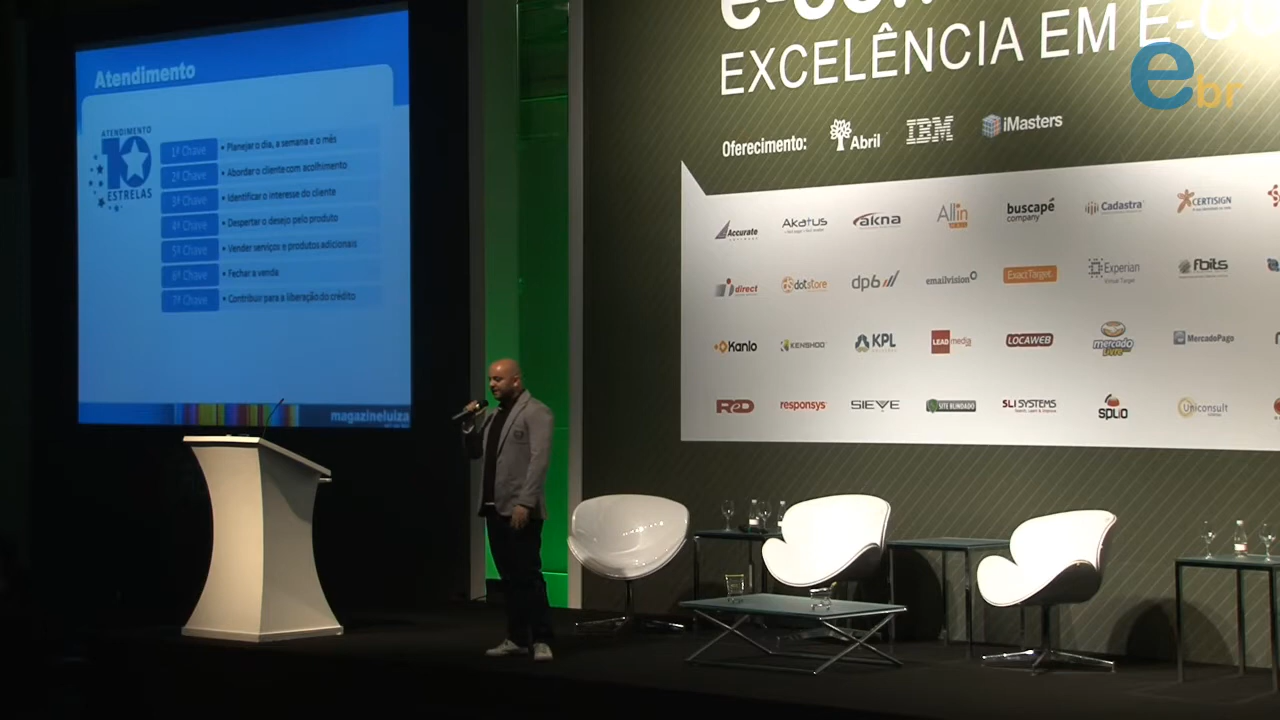 Atendimento
ATENDIMENTO
10
ESTRELAS
1ª Chave • Planejar o dia, a semana e o mês
2ª Chave • Abordar o cliente com acolhimento
3ª Chave • Identificar o interesse do cliente
4ª Chave • Despertar o desejo pelo produto
5ª Chave • Vender serviços e produtos adicionais
6ª Chave • Fechar a venda
7ª Chave • Contribuir para a liberação do crédito
magazineluiza
EXCELÊNCIA EM E-CO
ebr
Oferecimento: Abril IBM iMasters
Accurate AKATUS akna Allin buscapé company Cadastra CERTISIGN
direct dotstore dp6 emailvision ExactTarget Experian Virtual Target fbits
Kanlo KENSHOO KPL LEAD media LOCAWEB mercado livre MercadoPago
ReD responsys SIEVE SITE BLINDADO SLI SYSTEMS splio Uniconsult